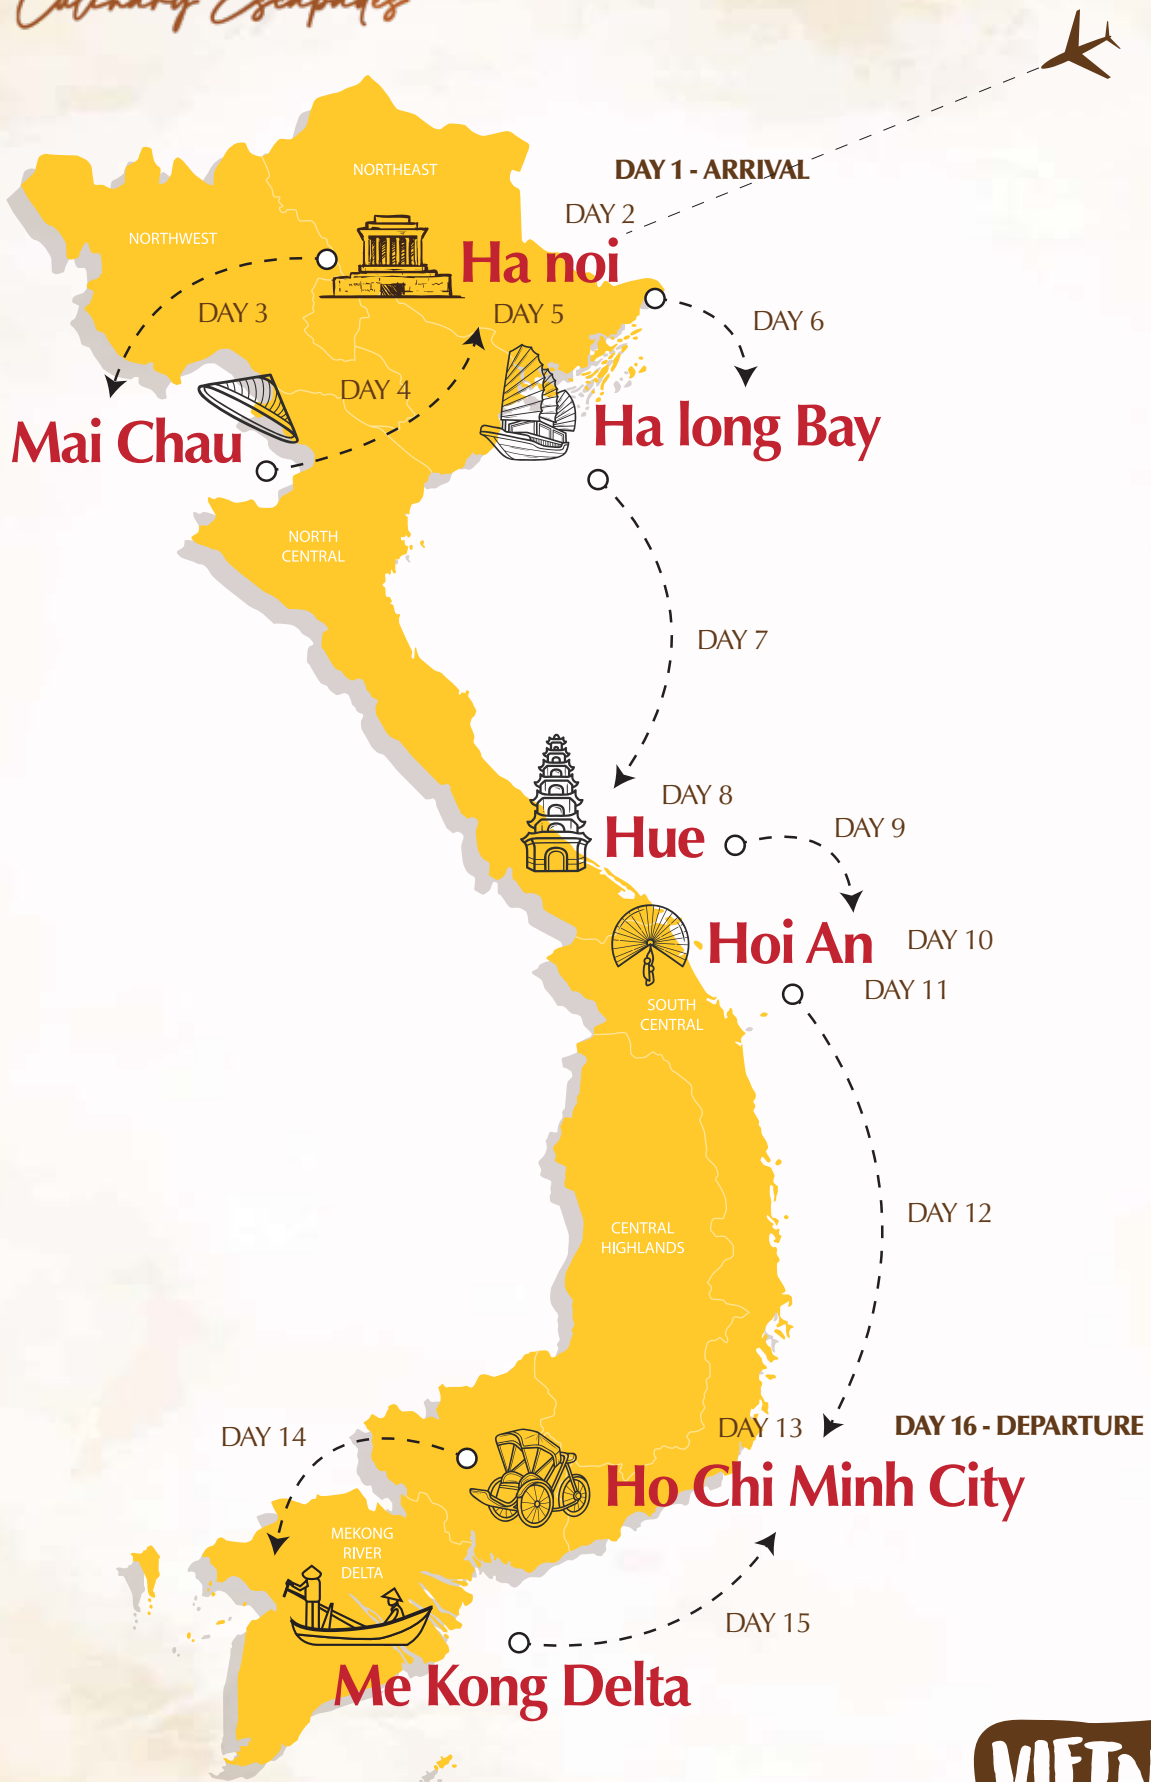 Culinary Escapades
DAY 1 - ARRIVAL
NORTHEAST
DAY 2
NORTHWEST
Ha noi
DAY 3
DAY 5
DAY 6
DAY 4
Mai Chau
Ha long Bay
NORTH
CENTRAL
DAY 7
DAY 8
Hue
DAY 9
Hoi An
DAY 10
DAY 11
SOUTH
CENTRAL
DAY 12
CENTRAL
HIGHLANDS
DAY 13
DAY 16 - DEPARTURE
DAY 14
Ho Chi Minh City
MEKONG
RIVER
DELTA
DAY 15
Me Kong Delta